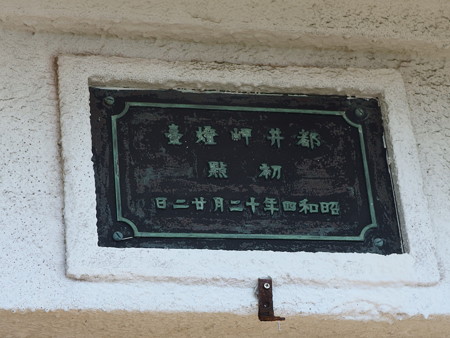 都井岬燈臺
初點
昭和四年十二月廿二日